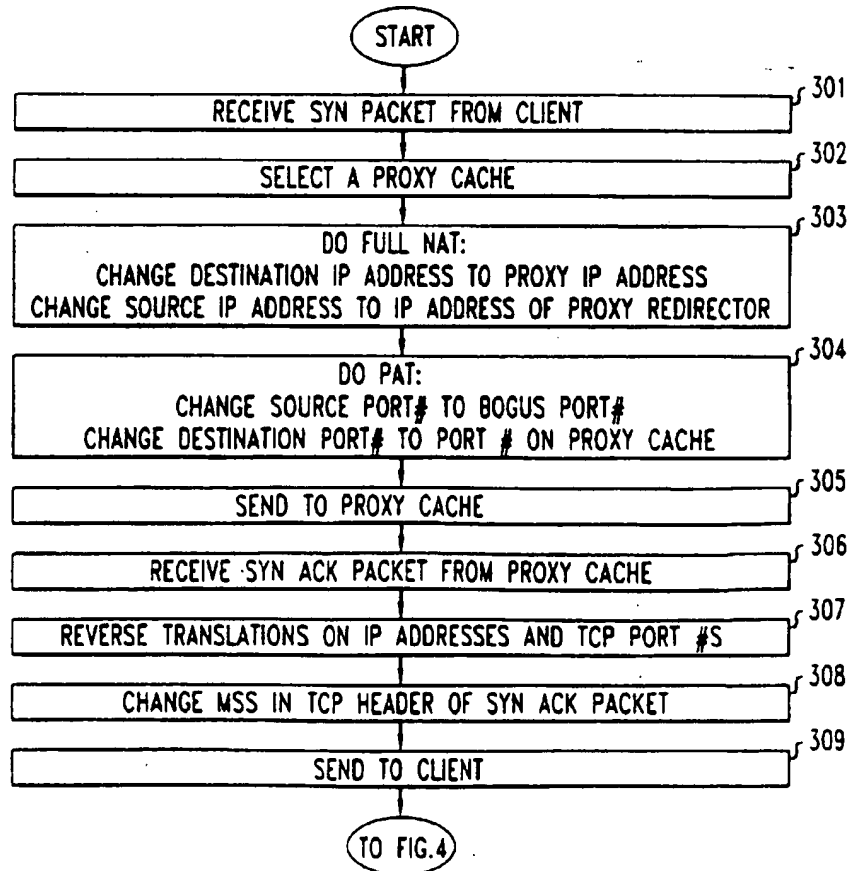 START
301
RECEIVE SYN PACKET FROM CLIENT
302
SELECT A PROXY CACHE
303
DO FULL NAT:
CHANGE DESTINATION IP ADDRESS TO PROXY IP ADDRESS
CHANGE SOURCE IP ADDRESS TO IP ADDRESS OF PROXY REDIRECTOR
304
DO PAT:
CHANGE SOURCE PORT# TO BOGUS PORT#
CHANGE DESTINATION PORT# TO PORT # ON PROXY CACHE
305
SEND TO PROXY CACHE
306
RECEIVE SYN ACK PACKET FROM PROXY CACHE
307
REVERSE TRANSLATIONS ON IP ADDRESSES AND TCP PORT #S
308
CHANGE MSS IN TCP HEADER OF SYN ACK PACKET
309
SEND TO CLIENT
TO FIG.4